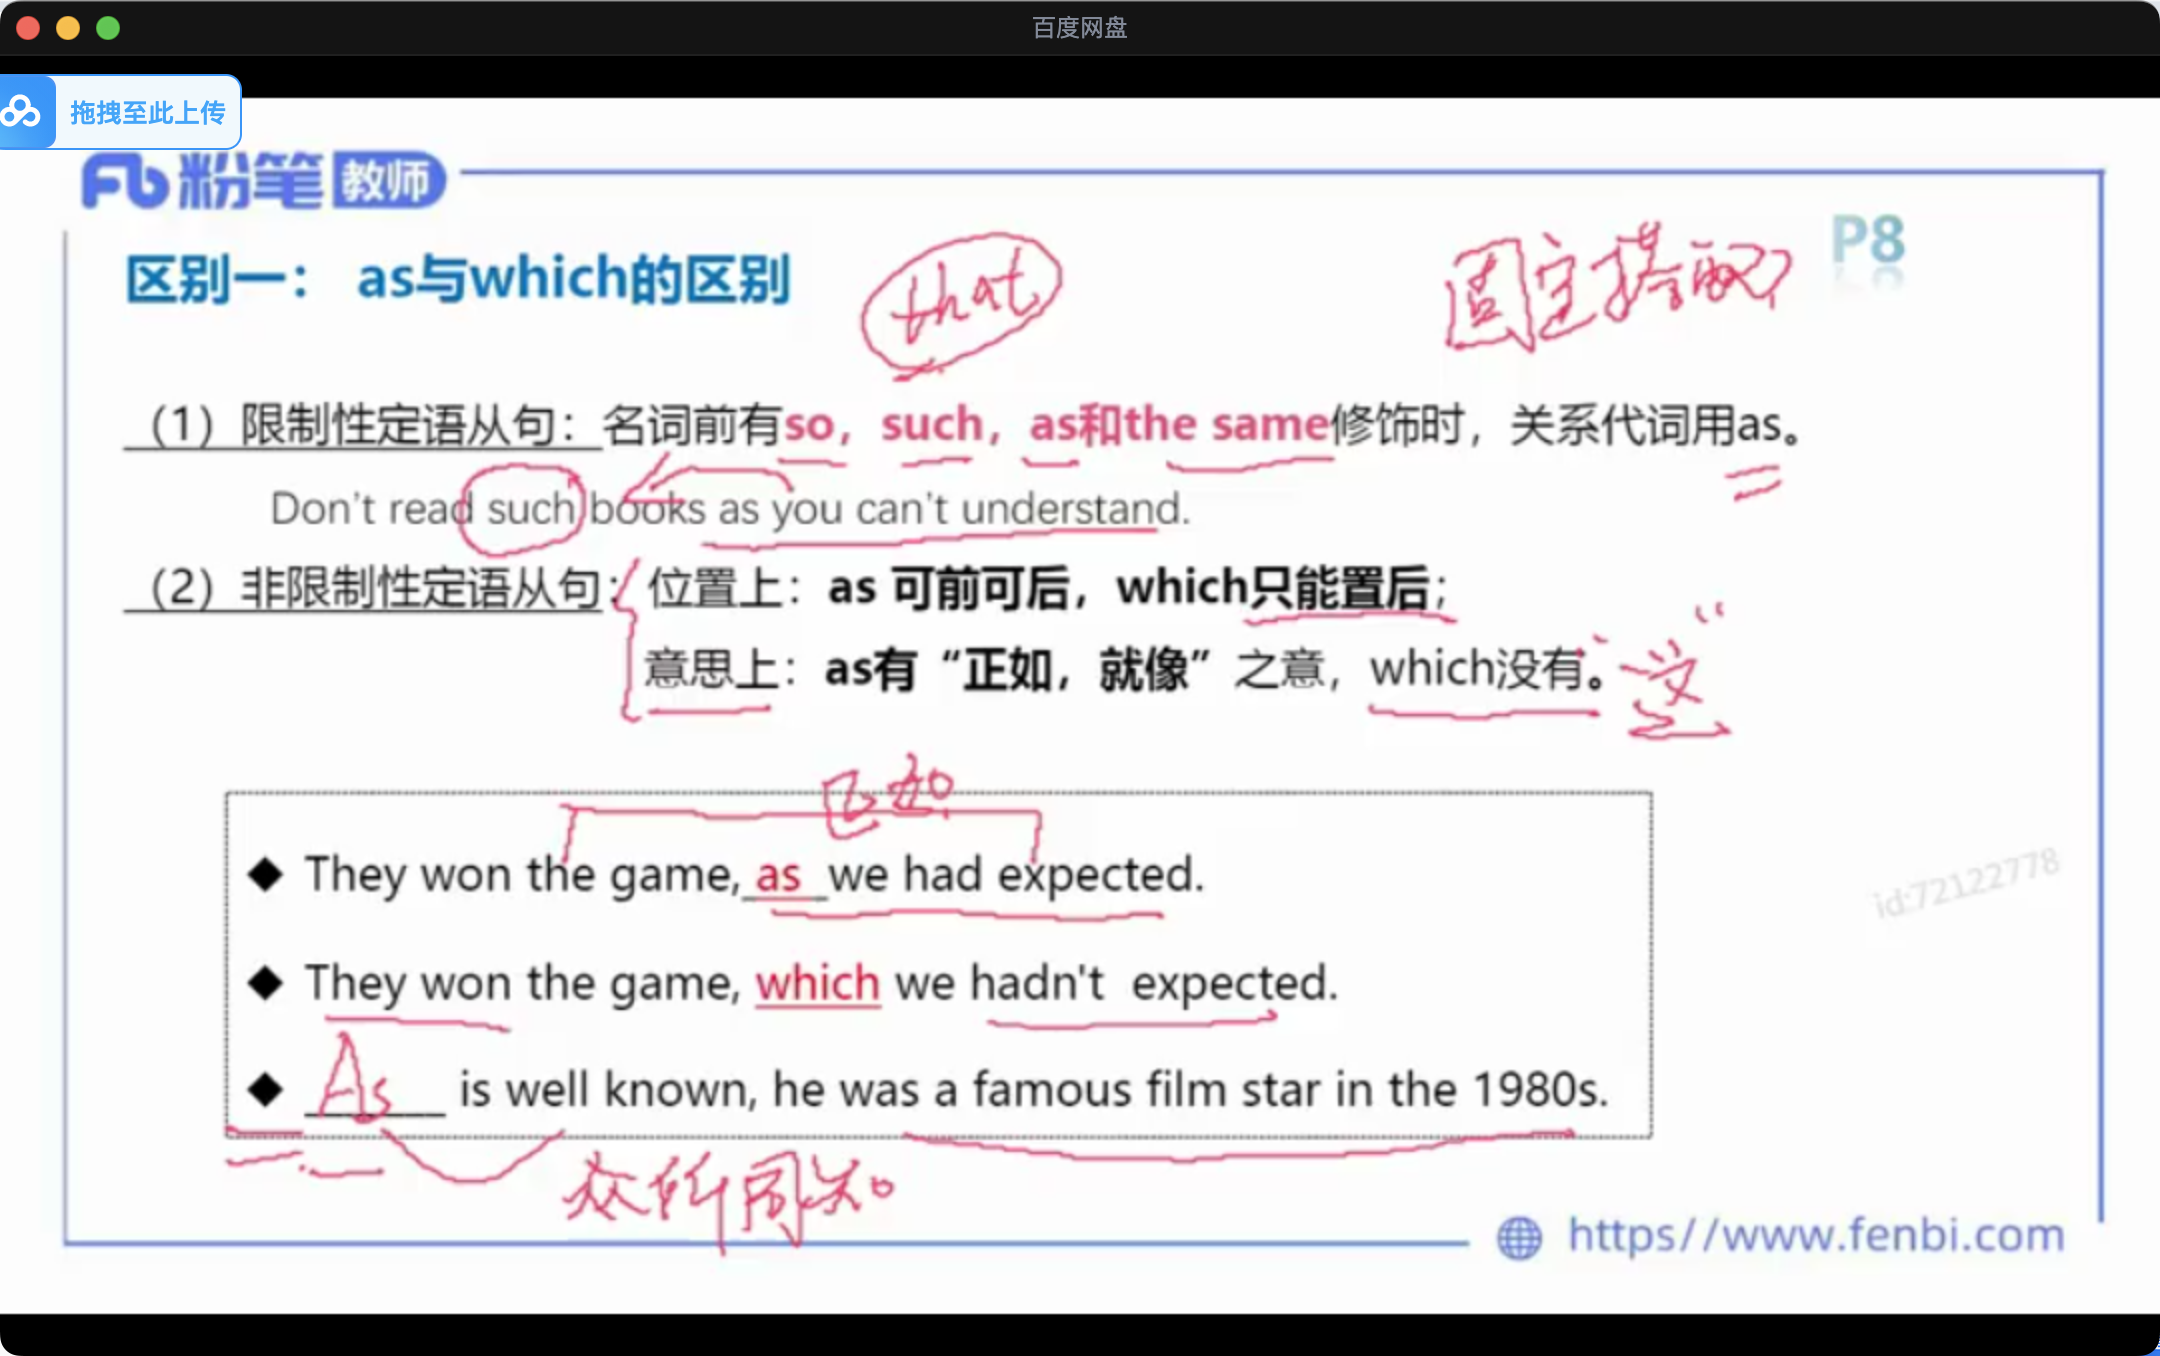 百度网盘
拖拽至此上传
粉笔教师
P8
区别一： as与which的区别
that
固定搭配
（1）限制性定语从句：名词前有so，such，as和the same修饰时，关系代词用as。
Don't read such books as you can't understand.
（2）非限制性定语从句：位置上：as 可前可后，which只能置后；
意思上：as有“正如，就像”之意，which没有。
已知
They won the game, as we had expected.
id:72122778
They won the game, which we hadn't expected.
As is well known, he was a famous film star in the 1980s.
众所周知
https//www.fenbi.com